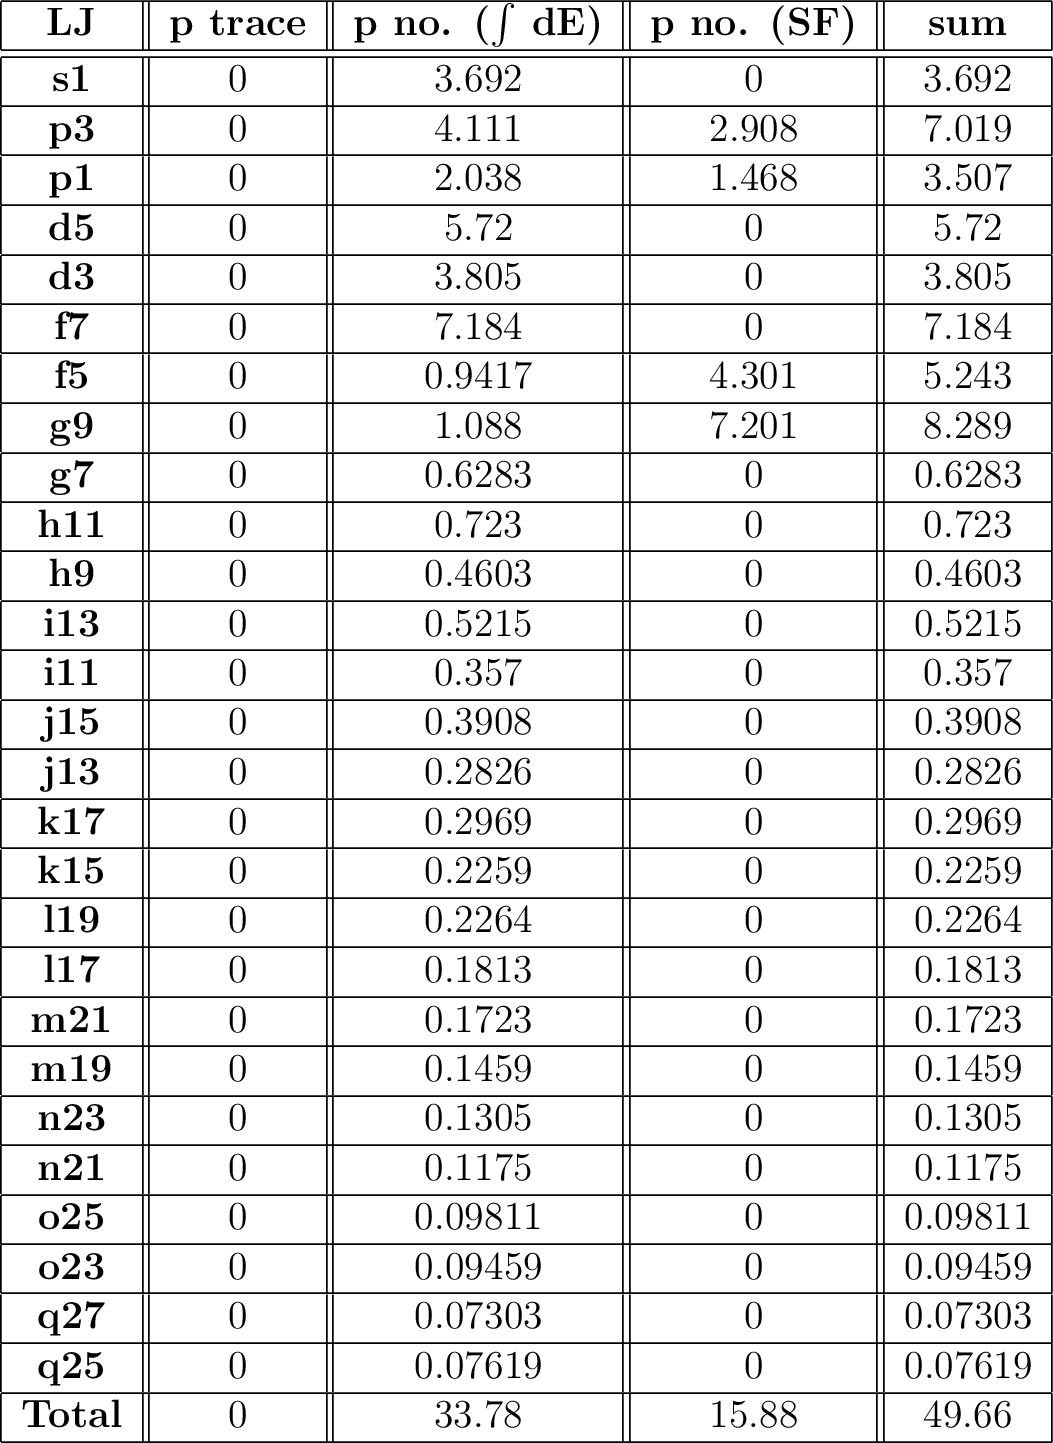 LJ p trace p no. (∫ dE) p no. (SF) sum
s1 0 3.692 0 3.692
p3 0 4.111 2.908 7.019
p1 0 2.038 1.468 3.507
d5 0 5.72 0 5.72
d3 0 3.805 0 3.805
f7 0 7.184 0 7.184
f5 0 0.9417 4.301 5.243
g9 0 1.088 7.201 8.289
g7 0 0.6283 0 0.6283
h11 0 0.723 0 0.723
h9 0 0.4603 0 0.4603
i13 0 0.5215 0 0.5215
i11 0 0.357 0 0.357
j15 0 0.3908 0 0.3908
j13 0 0.2826 0 0.2826
k17 0 0.2969 0 0.2969
k15 0 0.2259 0 0.2259
l19 0 0.2264 0 0.2264
l17 0 0.1813 0 0.1813
m21 0 0.1723 0 0.1723
m19 0 0.1459 0 0.1459
n23 0 0.1305 0 0.1305
n21 0 0.1175 0 0.1175
o25 0 0.09811 0 0.09811
o23 0 0.09459 0 0.09459
q27 0 0.07303 0 0.07303
q25 0 0.07619 0 0.07619
Total 0 33.78 15.88 49.66